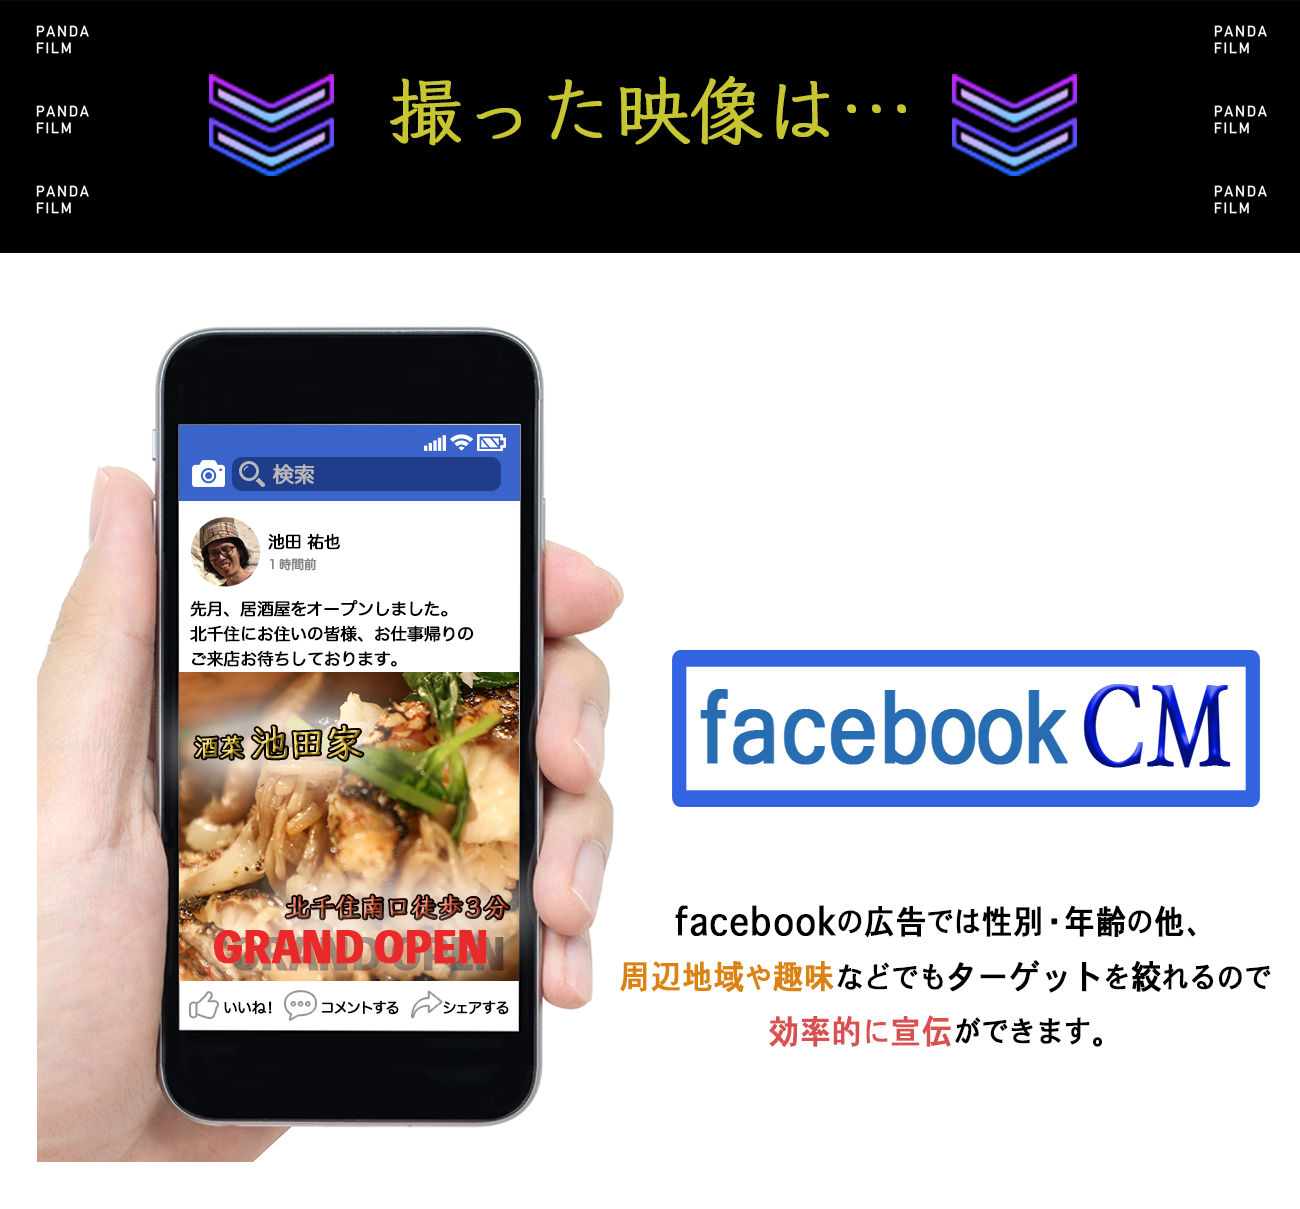 PANDA
FILM
PANDA
FILM
PANDA
FILM
撮った映像は…
PANDA
FILM
PANDA
FILM
PANDA
FILM
検索
池田 祐也
1時間前
先月、居酒屋をオープンしました。
北千住にお住いの皆様、お仕事帰りの
ご来店お待ちしております。
酒菜 池田家
北千住南口徒歩3分
GRAND OPEN
いいね! コメントする シェアする
facebook CM
facebookの広告では性別・年齢の他、
周辺地域や趣味などでもターゲットを絞れるので
効率的に宣伝ができます。